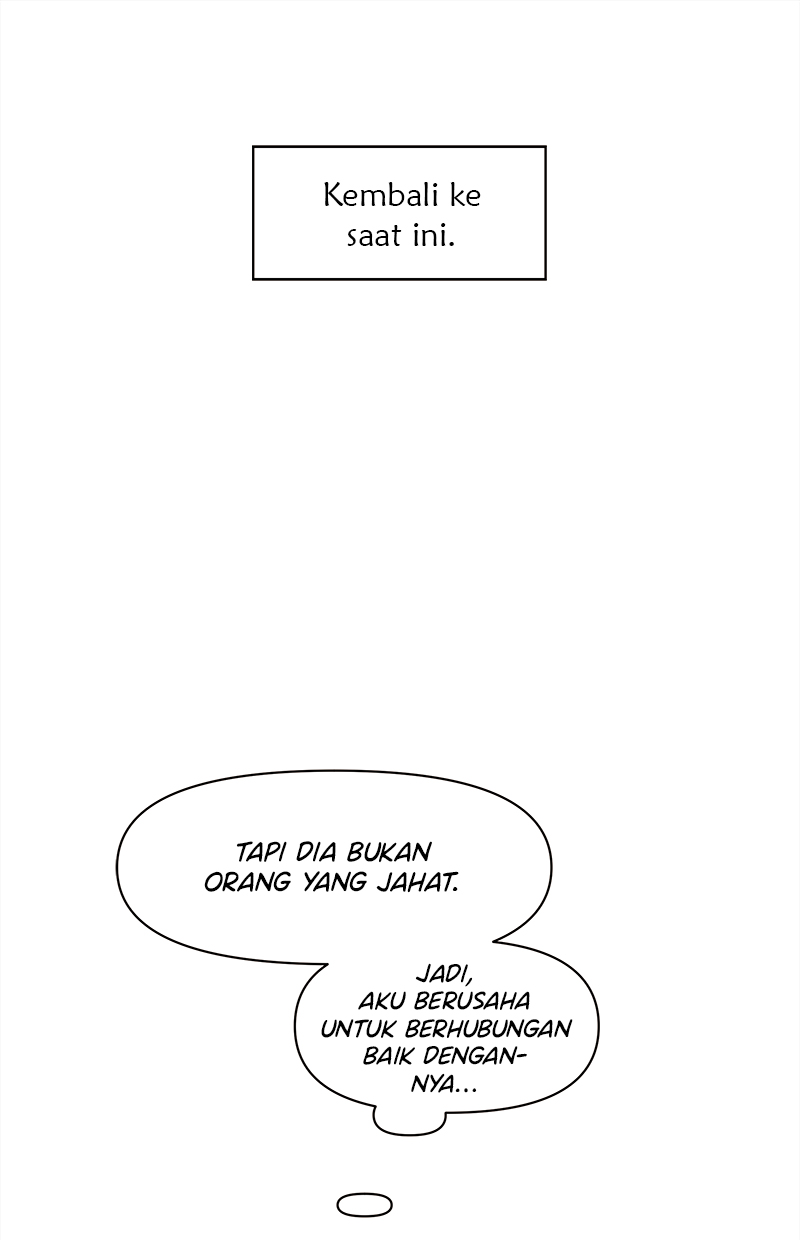 Kembali ke
saat ini.
TAPI DIA BUKAN
ORANG YANG JAHAT.
JADI,
AKU BERUSAHA
UNTUK BERHUBUNGAN
BAIK DENGAN-
NYA...